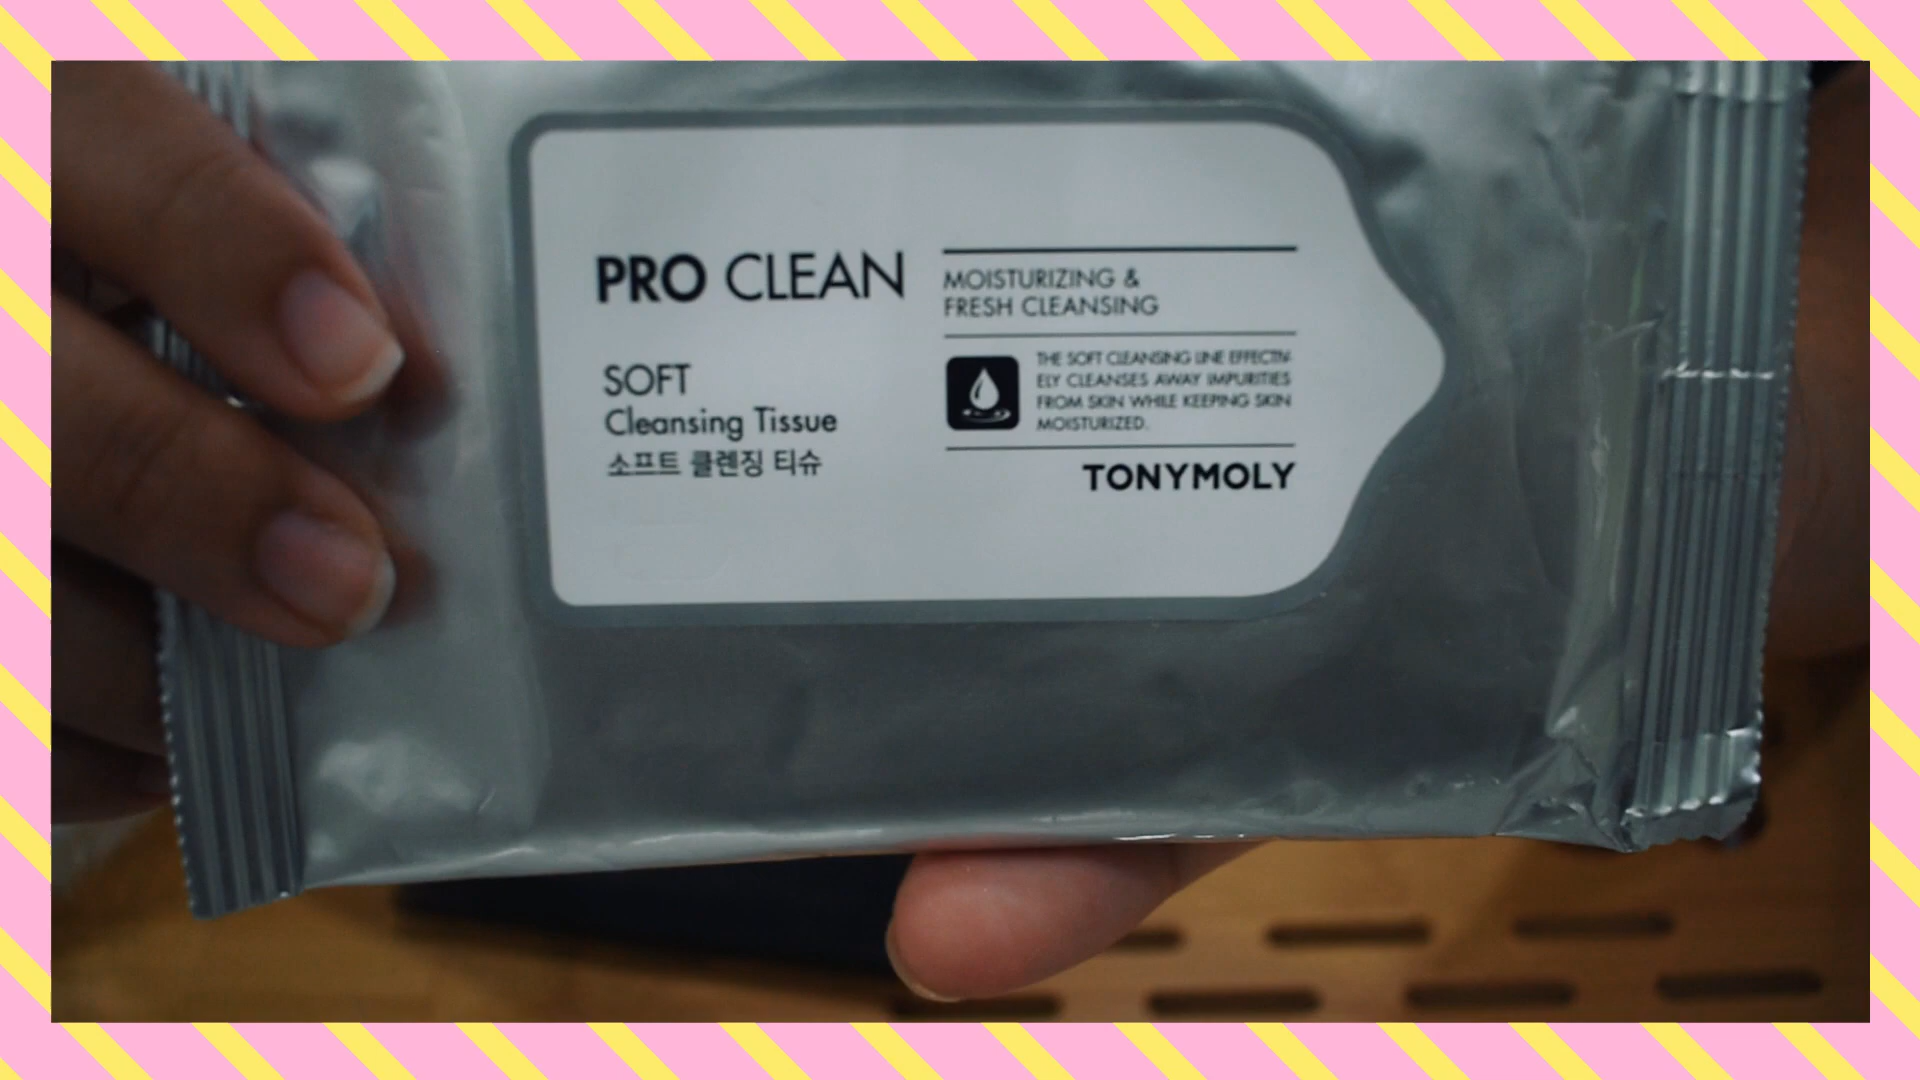 PRO CLEAN
SOFT
Cleansing Tissue
소프트 클렌징 티슈
MOISTURIZING &
FRESH CLEANSING
THE SOFT CLEANSING LINE EFFECTIV-
ELY CLEANSES AWAY IMPURITIES
FROM SKIN WHILE KEEPING SKIN
MOISTURIZED.
TONYMOLY